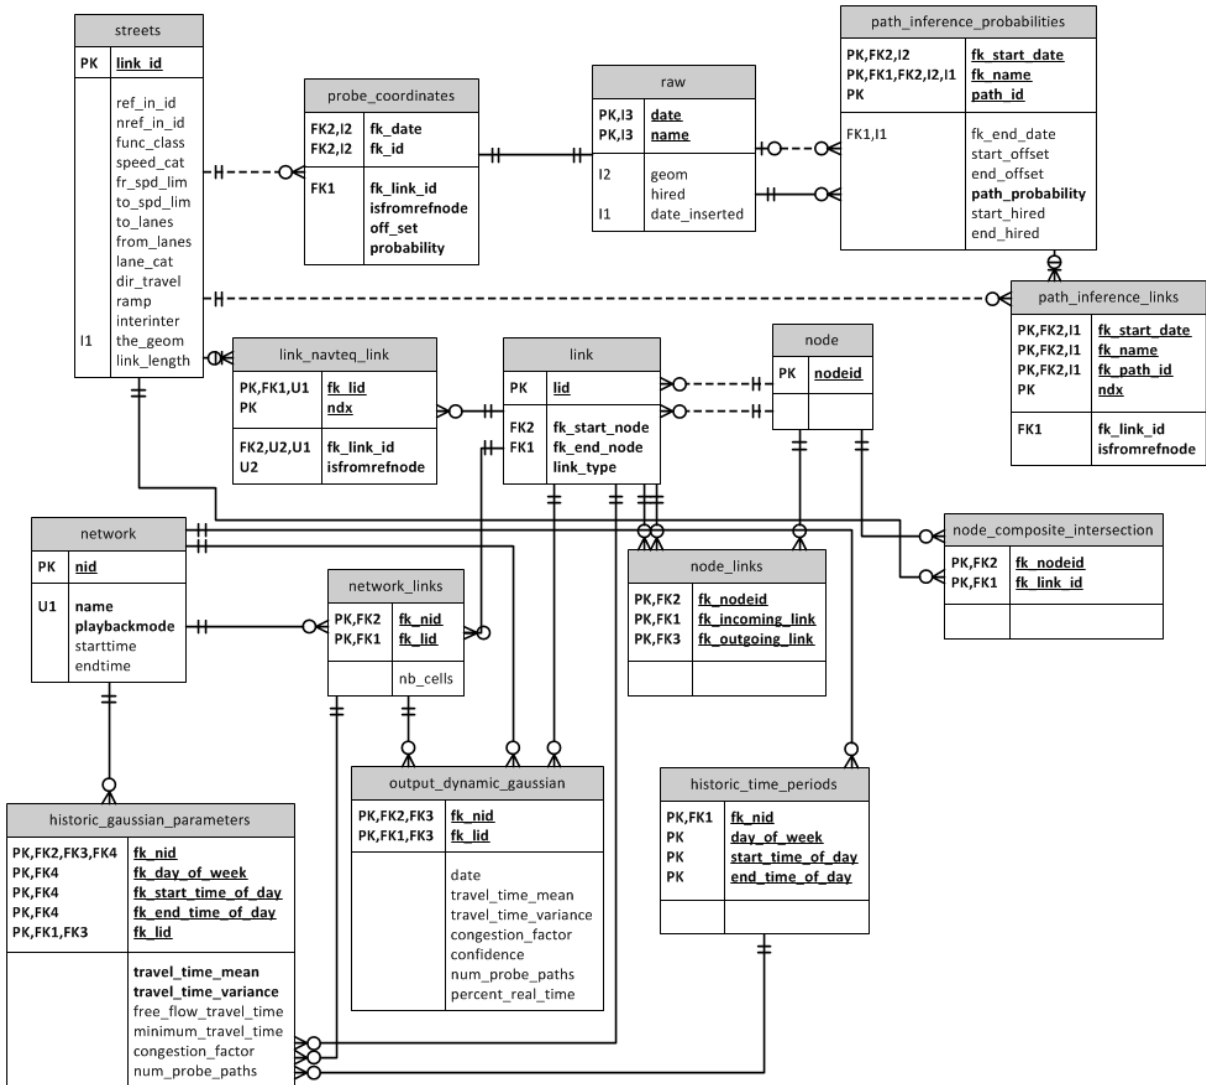 streets
PK link_id
ref_in_id
nref_in_id
func_class
speed_cat
fr_spd_lim
to_spd_lim
to_lanes
from_lanes
lane_cat
dir_travel
ramp
interinter
I1 the_geom
link_length
probe_coordinates
FK2,I2 fk_date
FK2,I2 fk_id
FK1 fk_link_id
isfromrefnode
off_set
probability
raw
PK,I3 date
PK,I3 name
I2 geom
hired
I1 date_inserted
path_inference_probabilities
PK,FK2,I2 fk_start_date
PK,FK1,FK2,I2,I1 fk_name
PK path_id
FK1,I1 fk_end_date
start_offset
end_offset
path_probability
start_hired
end_hired
path_inference_links
PK,FK2,I1 fk_start_date
PK,FK2,I1 fk_name
PK,FK2,I1 fk_path_id
PK ndx
FK1 fk_link_id
isfromrefnode
link_navteq_link
PK,FK1,U1 fk_lid
PK ndx
FK2,U2,U1 fk_link_id
U2 isfromrefnode
link
PK lid
FK2 fk_start_node
FK1 fk_end_node
link_type
node
PK nodeid
network
PK nid
U1 name
playbackmode
starttime
endtime
network_links
PK,FK2 fk_nid
PK,FK1 fk_lid
nb_cells
node_links
PK,FK2 fk_nodeid
PK,FK1 fk_incoming_link
PK,FK3 fk_outgoing_link
node_composite_intersection
PK,FK2 fk_nodeid
PK,FK1 fk_link_id
historic_gaussian_parameters
PK,FK2,FK3,FK4 fk_nid
PK,FK4 fk_day_of_week
PK,FK4 fk_start_time_of_day
PK,FK4 fk_end_time_of_day
PK,FK1,FK3 fk_lid
travel_time_mean
travel_time_variance
free_flow_travel_time
minimum_travel_time
congestion_factor
num_probe_paths
output_dynamic_gaussian
PK,FK2,FK3 fk_nid
PK,FK1,FK3 fk_lid
date
travel_time_mean
travel_time_variance
congestion_factor
confidence
num_probe_paths
percent_real_time
historic_time_periods
PK,FK1 fk_nid
PK day_of_week
PK start_time_of_day
PK end_time_of_day